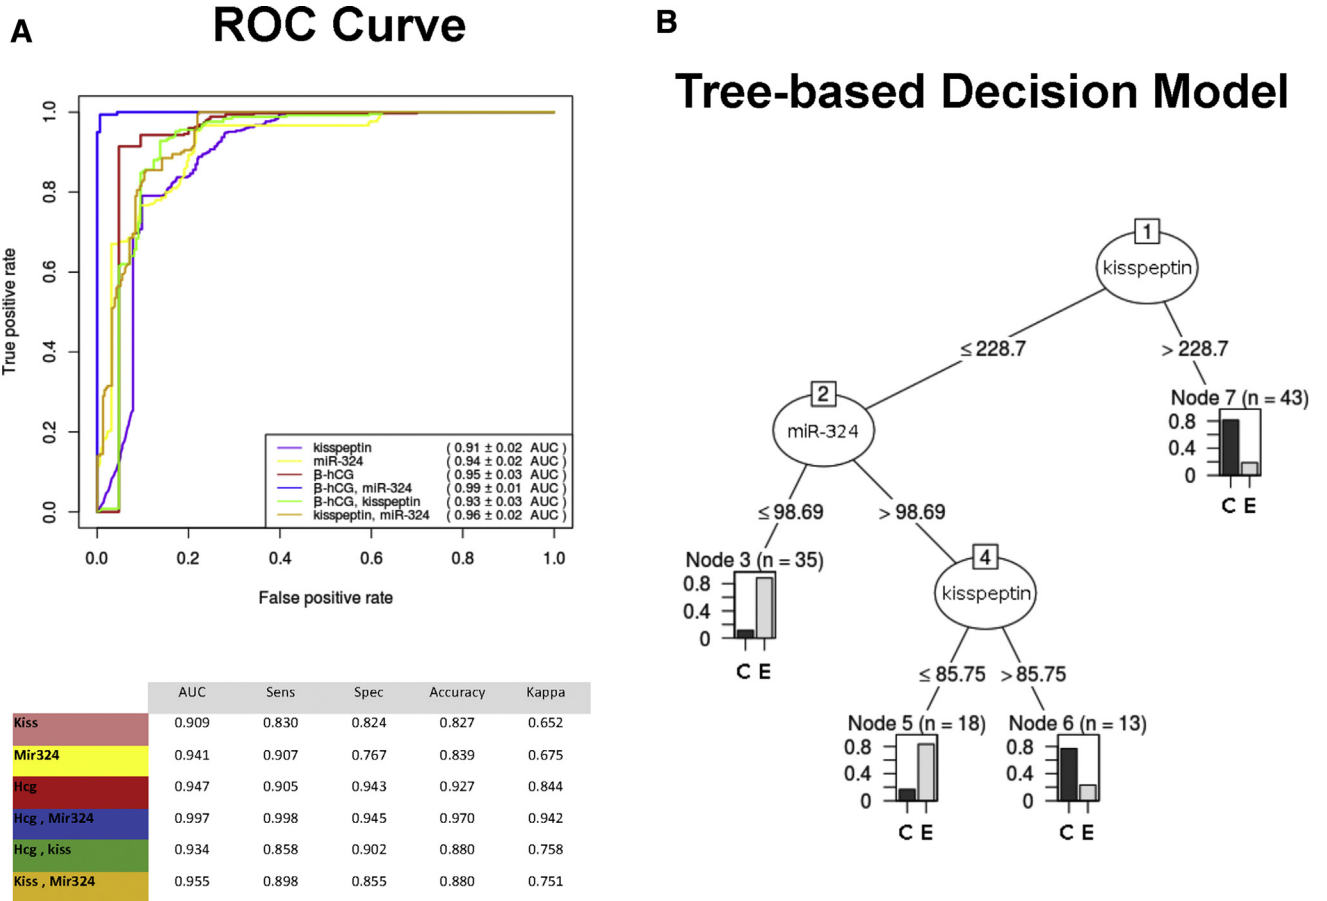 A
ROC Curve
True positive rate
1.0
0.8
0.6
0.4
0.2
0.0
kisspeptin ( 0.91 ± 0.02 AUC )
miR-324 ( 0.94 ± 0.02 AUC )
β-hCG ( 0.95 ± 0.03 AUC )
β-hCG, miR-324 ( 0.99 ± 0.01 AUC )
β-hCG, kisspeptin ( 0.93 ± 0.03 AUC )
kisspeptin, miR-324 ( 0.96 ± 0.02 AUC )
0.0 0.2 0.4 0.6 0.8 1.0
False positive rate
AUC Sens Spec Accuracy Kappa
Kiss 0.909 0.830 0.824 0.827 0.652
Mir324 0.941 0.907 0.767 0.839 0.675
Hcg 0.947 0.905 0.943 0.927 0.844
Hcg , Mir324 0.997 0.998 0.945 0.970 0.942
Hcg , kiss 0.934 0.858 0.902 0.880 0.758
Kiss , Mir324 0.955 0.898 0.855 0.880 0.751
B
Tree-based Decision Model
1
kisspeptin
≤ 228.7 > 228.7
2
miR-324
Node 7 (n = 43)
0.8
0.4
0
C E
≤ 98.69 > 98.69
Node 3 (n = 35)
0.8
0.4
0
C E
4
kisspeptin
≤ 85.75 > 85.75
Node 5 (n = 18)
0.8
0.4
0
C E
Node 6 (n = 13)
0.8
0.4
0
C E